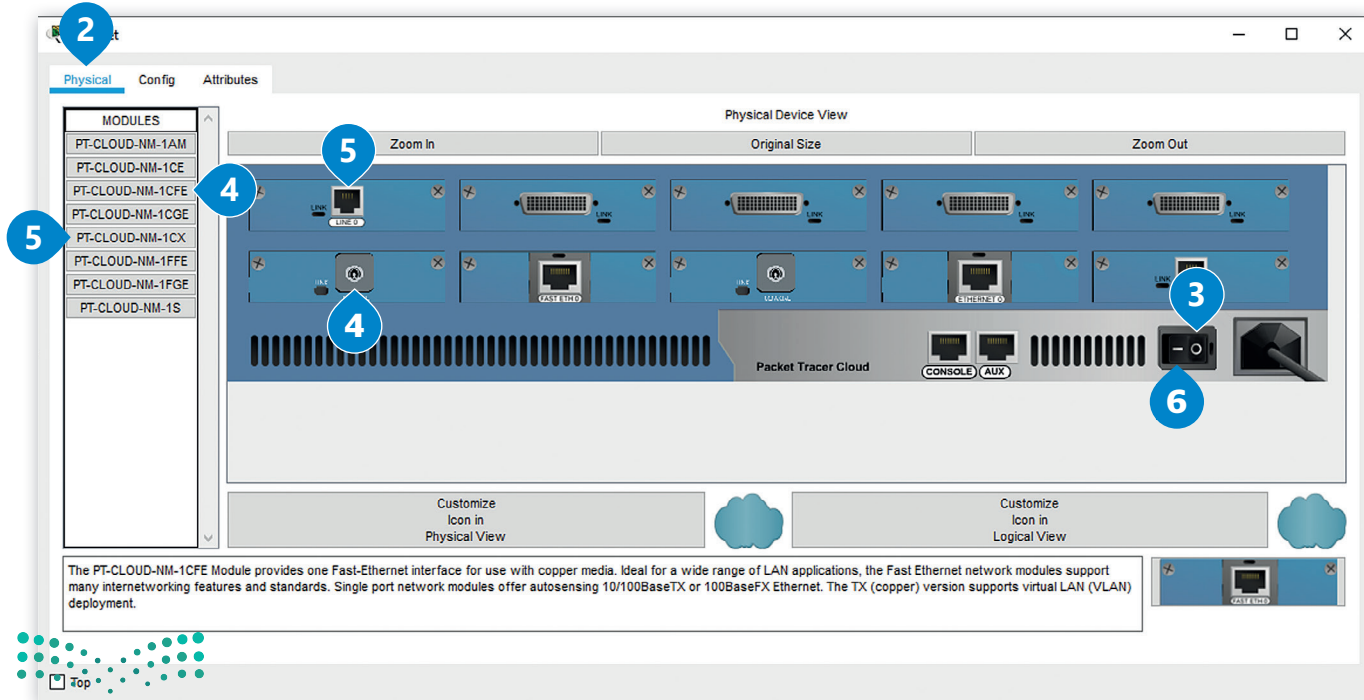 2
t
Physical
Config
Attributes
MODULES
PT-CLOUD-NM-1AM
PT-CLOUD-NM-1CE
PT-CLOUD-NM-1CFE
4
PT-CLOUD-NM-1CGE
5
PT-CLOUD-NM-1CX
PT-CLOUD-NM-1FFE
PT-CLOUD-NM-1FGE
PT-CLOUD-NM-1S
Physical Device View
Zoom In
Original Size
Zoom Out
5
LINK
LINE 0
LINK
LINK
LINK
LINK
FAST ETH 0
COAXIAL
ETHERNET 0
LINK
4
3
Packet Tracer Cloud
CONSOLE
AUX
6
Customize
Icon in
Physical View
Customize
Icon in
Logical View
The PT-CLOUD-NM-1CFE Module provides one Fast-Ethernet interface for use with copper media. Ideal for a wide range of LAN applications, the Fast Ethernet network modules support
many internetworking features and standards. Single port network modules offer autosensing 10/100BaseTX or 100BaseFX Ethernet. The TX (copper) version supports virtual LAN (VLAN)
deployment.
FAST ETH 0
Top